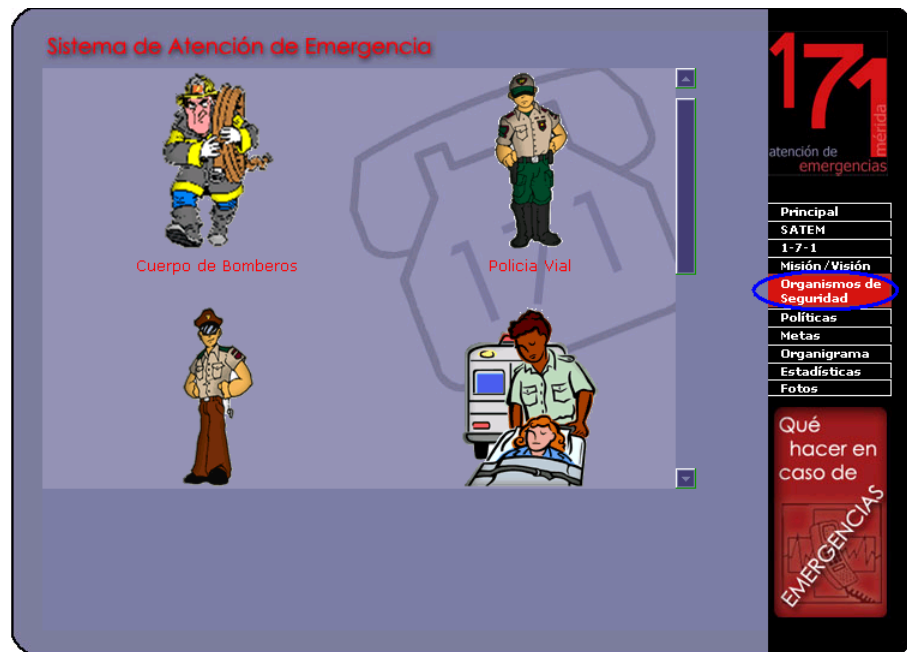 Sistema de Atención de Emergencia
Cuerpo de Bomberos
Policia Vial
171
171
mérida
atención de
emergencias
Principal
SATEM
1-7-1
Misión/Visión
Organismos de
Seguridad
Políticas
Metas
Organigrama
Estadísticas
Fotos
Qué
hacer en
caso de
EMERGENCIAS